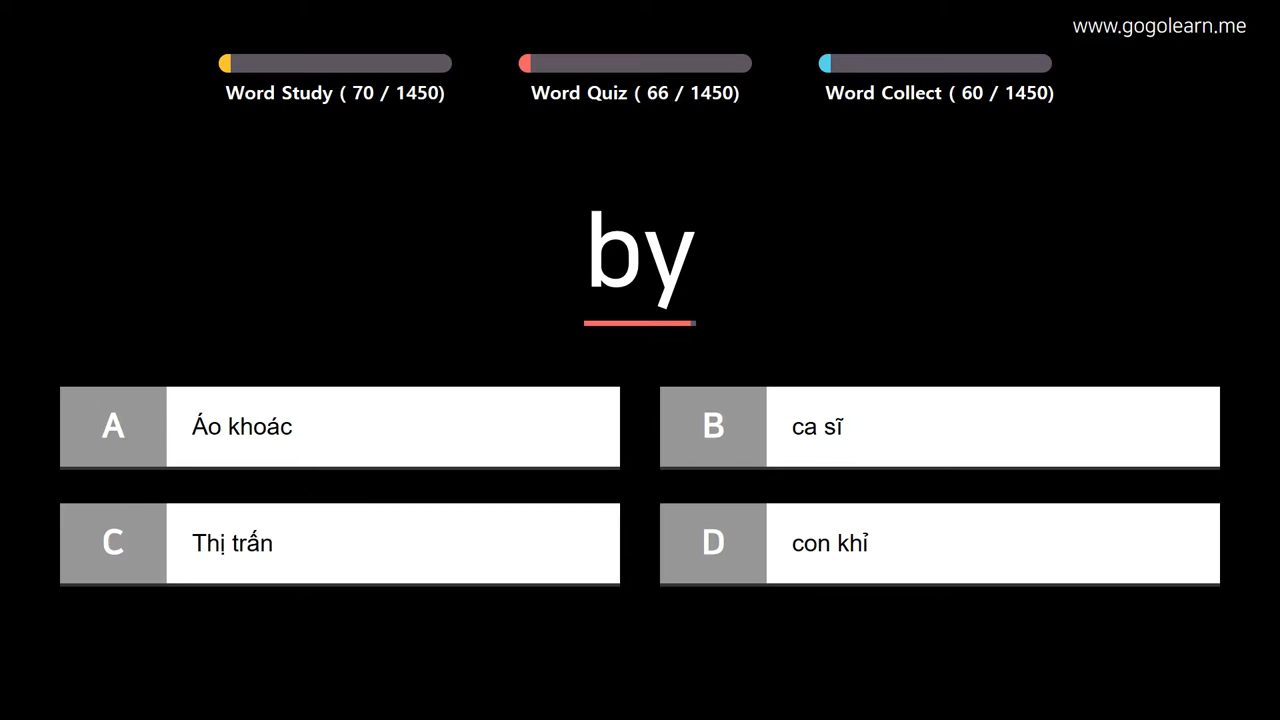 www.gogolearn.me
Word Study ( 70 / 1450)
Word Quiz ( 66 / 1450)
Word Collect ( 60 / 1450)
by
A Áo khoác
B ca sĩ
C Thị trấn
D con khỉ